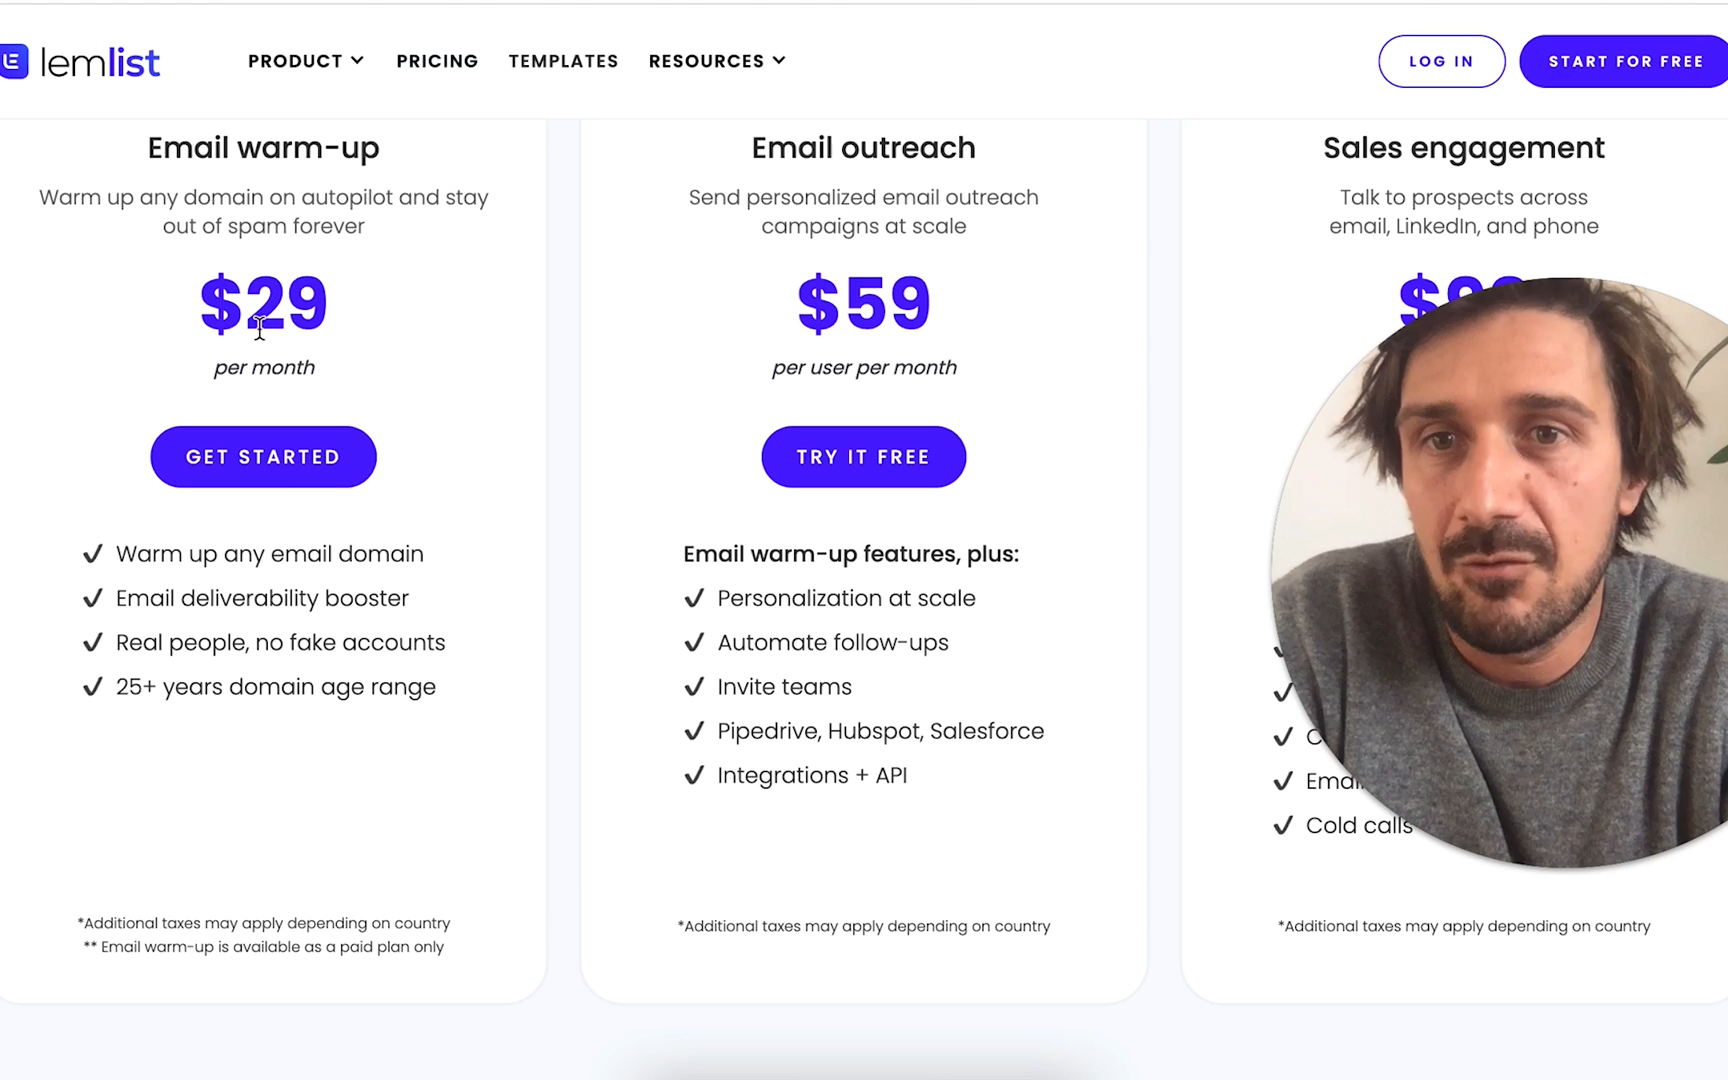 lemlist
PRODUCT
PRICING
TEMPLATES
RESOURCES
LOG IN
START FOR FREE
Email warm-up
Warm up any domain on autopilot and stay
out of spam forever
$29
per month
GET STARTED
Warm up any email domain
Email deliverability booster
Real people, no fake accounts
25+ years domain age range
*Additional taxes may apply depending on country
** Email warm-up is available as a paid plan only
Email outreach
Send personalized email outreach
campaigns at scale
$59
per user per month
TRY IT FREE
Email warm-up features, plus:
Personalization at scale
Automate follow-ups
Invite teams
Pipedrive, Hubspot, Salesforce
Integrations + API
*Additional taxes may apply depending on country
Sales engagement
Talk to prospects across
email, LinkedIn, and phone
Cold calls
*Additional taxes may apply depending on country